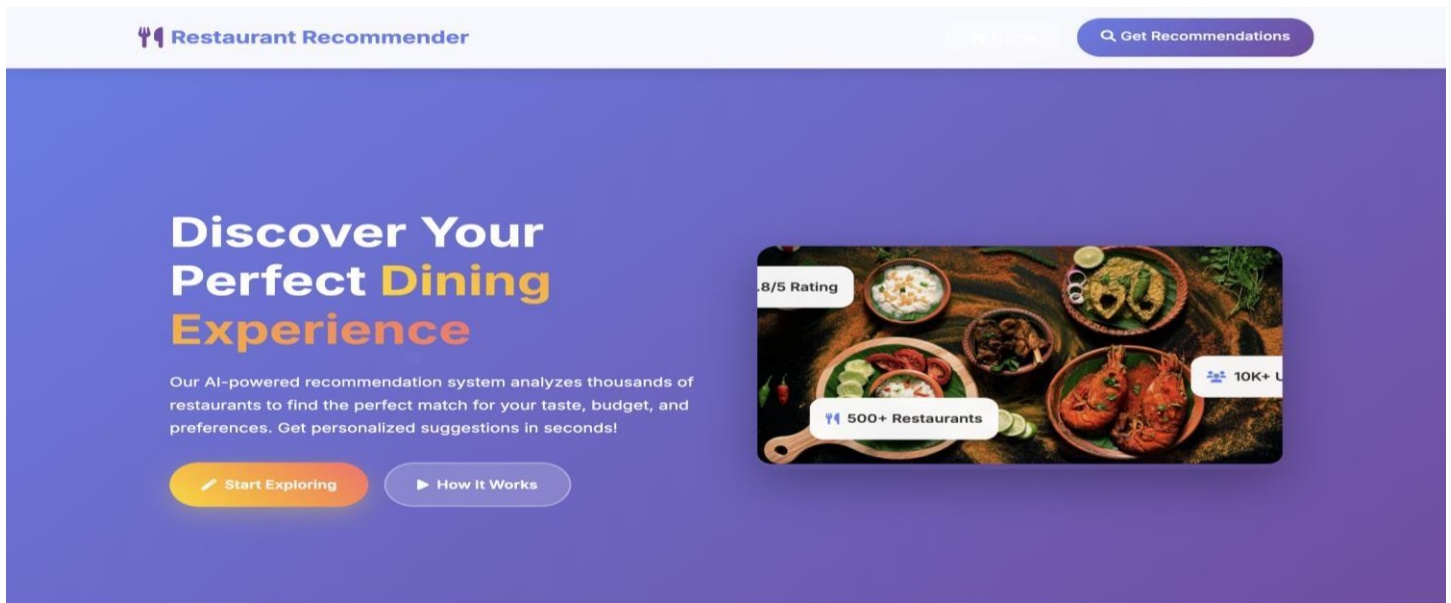 Restaurant Recommender
Get Recommendations
Discover Your
Perfect Dining
Experience
Our AI-powered recommendation system analyzes thousands of
restaurants to find the perfect match for your taste, budget, and
preferences. Get personalized suggestions in seconds!
Start Exploring
How It Works
.8/5 Rating
10K+ U
500+ Restaurants